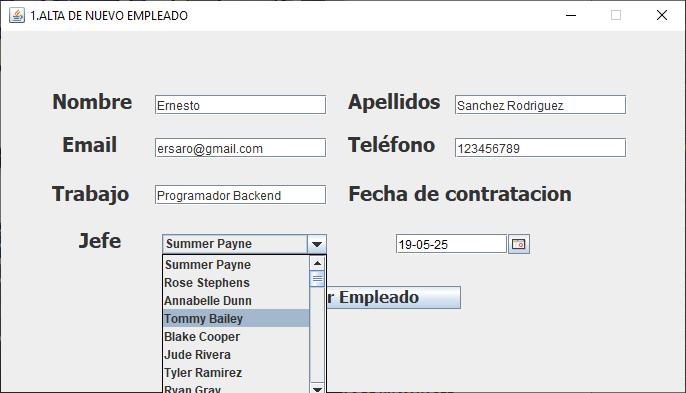 1.ALTA DE NUEVO EMPLEADO
Nombre Ernesto Apellidos Sanchez Rodriguez
Email ersaro@gmail.com Teléfono 123456789
Trabajo Programador Backend Fecha de contratacion
Jefe Summer Payne 19-05-25
Summer Payne
Rose Stephens
Annabelle Dunn
r Empleado
Tommy Bailey
Blake Cooper
Jude Rivera
Tyler Ramirez
Ryan Gray